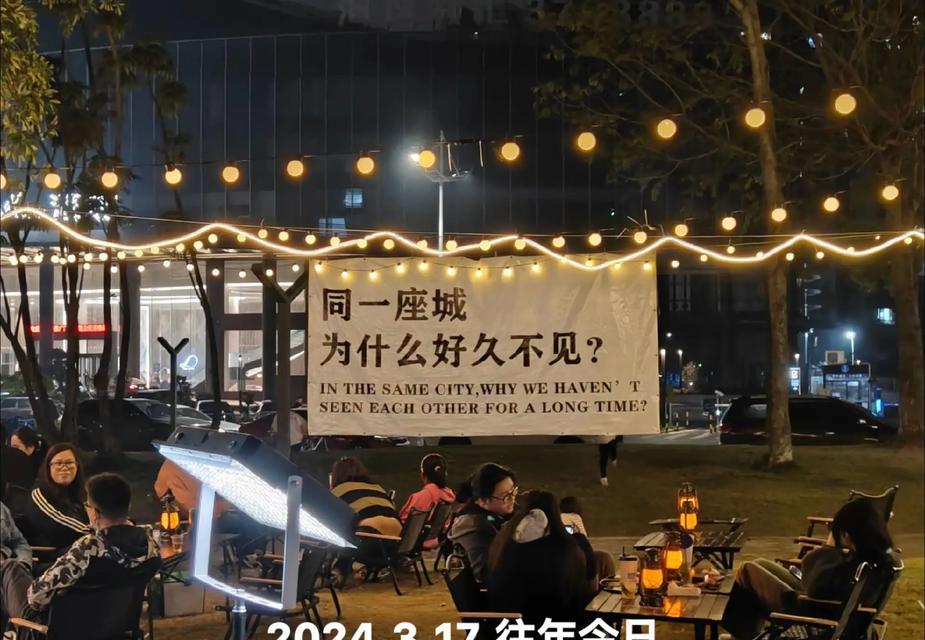 同一座城
为什么好久不见?
IN THE SAME CITY,WHY WE HAVEN'T
SEEN EACH OTHER FOR A LONG TIME?
2024.3.17 往年今日